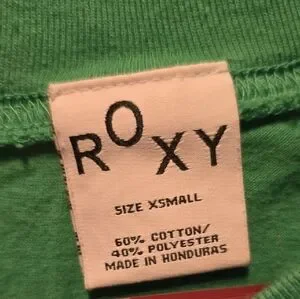 ROXY
SIZE XSMALL
60% COTTON/
40% POLYESTER
MADE IN HONDURAS